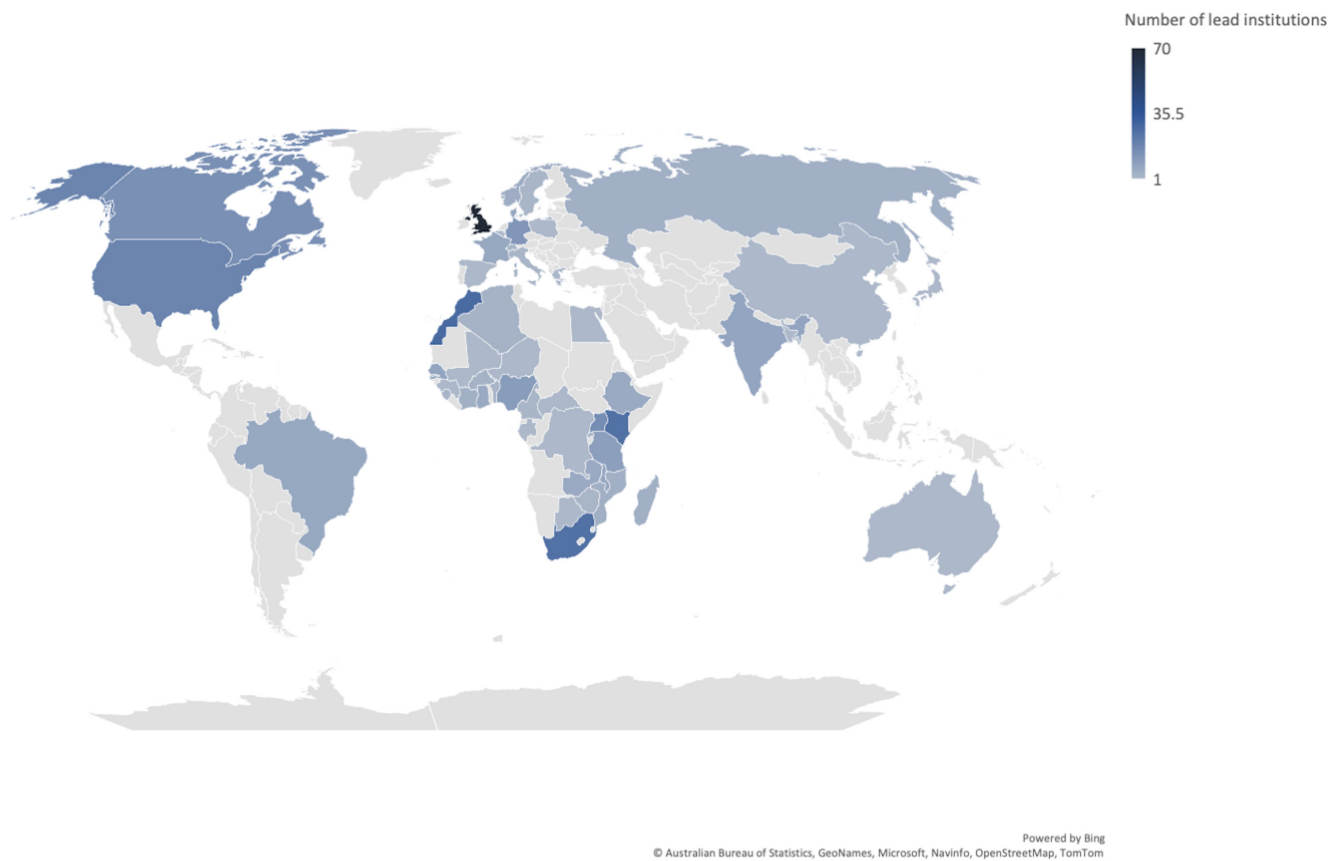 Number of lead institutions
70
35.5
1
Powered by Bing
© Australian Bureau of Statistics, GeoNames, Microsoft, Navinfo, OpenStreetMap, TomTom